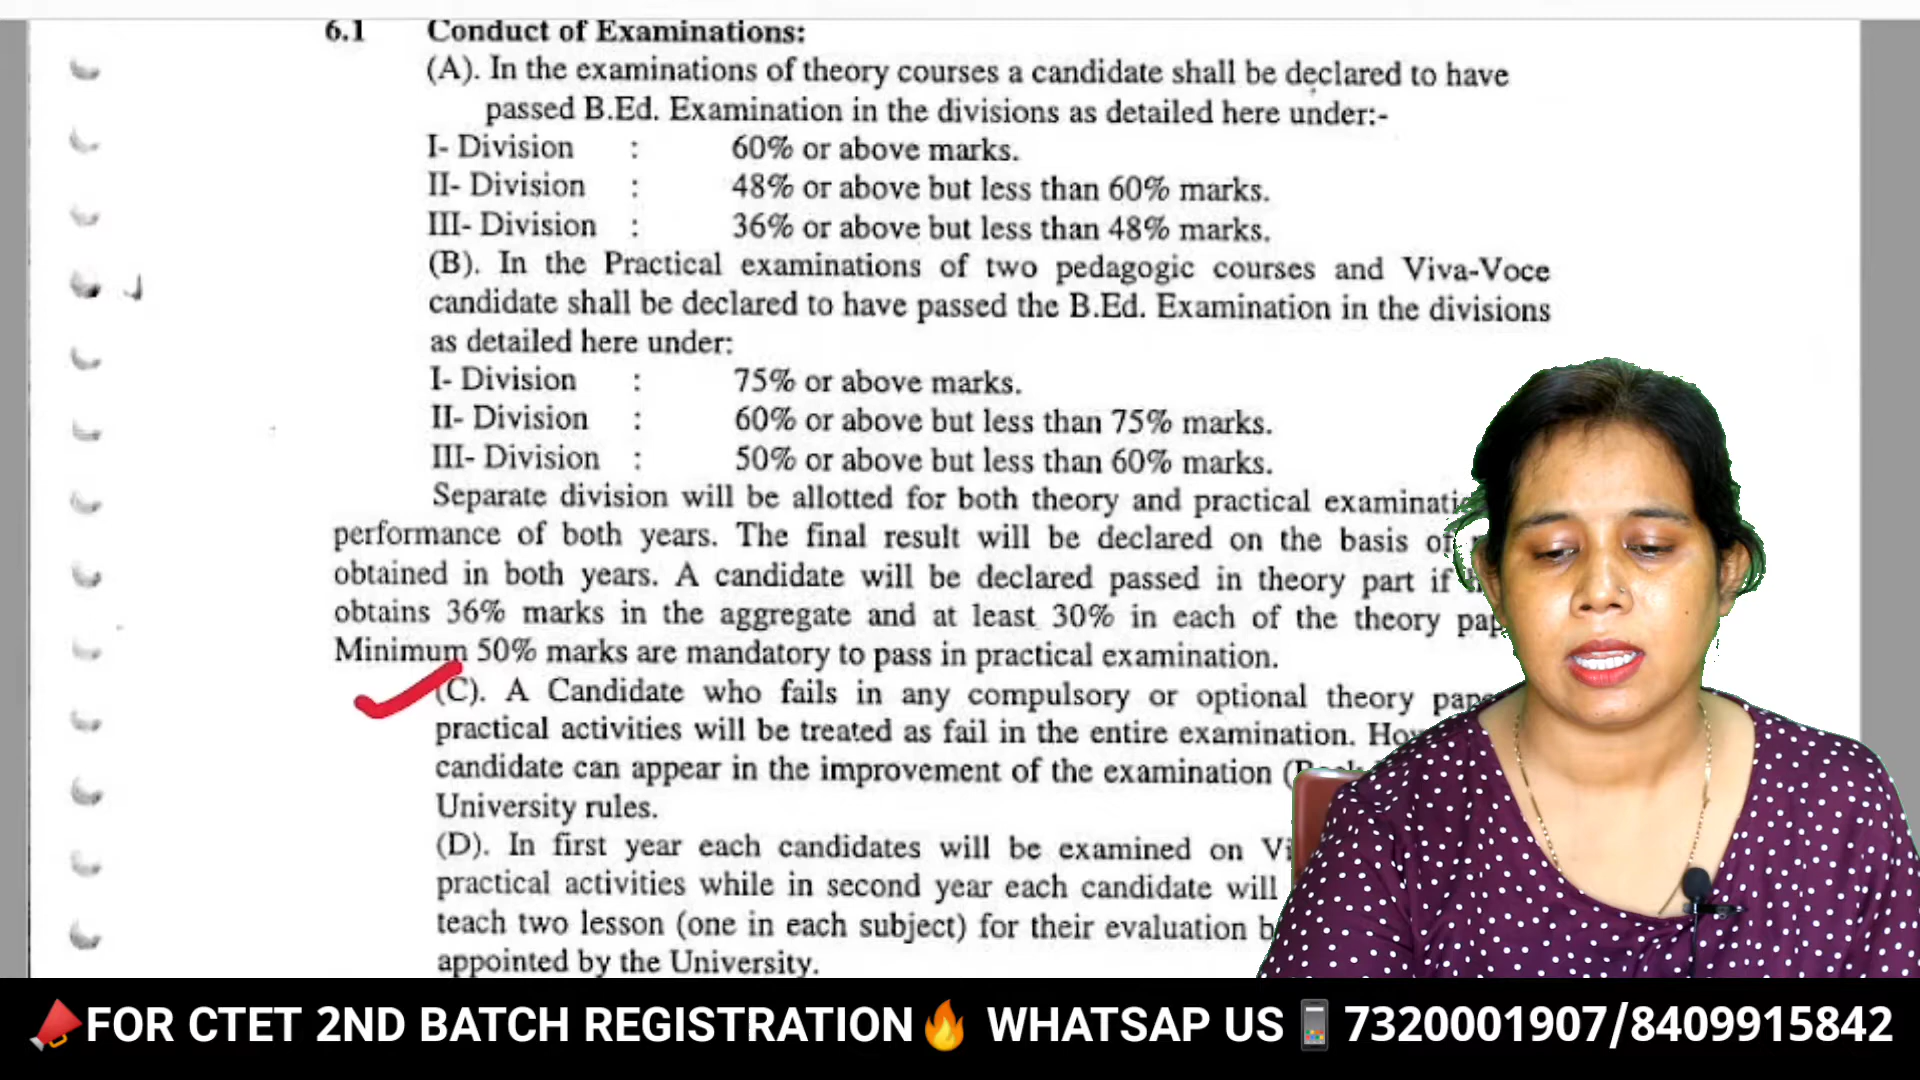 6.1 Conduct of Examinations:
(A). In the examinations of theory courses a candidate shall be declared to have
passed B.Ed. Examination in the divisions as detailed here under:-
I- Division : 60% or above marks.
II- Division : 48% or above but less than 60% marks.
III- Division : 36% or above but less than 48% marks.
(B). In the Practical examinations of two pedagogic courses and Viva-Voce
candidate shall be declared to have passed the B.Ed. Examination in the divisions
as detailed here under:
I- Division : 75% or above marks.
II- Division : 60% or above but less than 75% marks.
III- Division : 50% or above but less than 60% marks.
Separate division will be allotted for both theory and practical
performance of both years. The final result will be declared on the basis of
obtained in both years. A candidate will be declared passed in theory part if
obtains 36% marks in the aggregate and at least 30% in each of the theory
Minimum 50% marks are mandatory to pass in practical examination.
(C). A Candidate who fails in any compulsory or optional theory
practical activities will be treated as fail in the entire examination.
candidate can appear in the improvement of the examination
University rules.
(D). In first year each candidates will be examined on
practical activities while in second year each candidate will
teach two lesson (one in each subject) for their evaluation
appointed by the University.
📣FOR CTET 2ND BATCH REGISTRATION🔥 WHATSAP US📱7320001907/8409915842